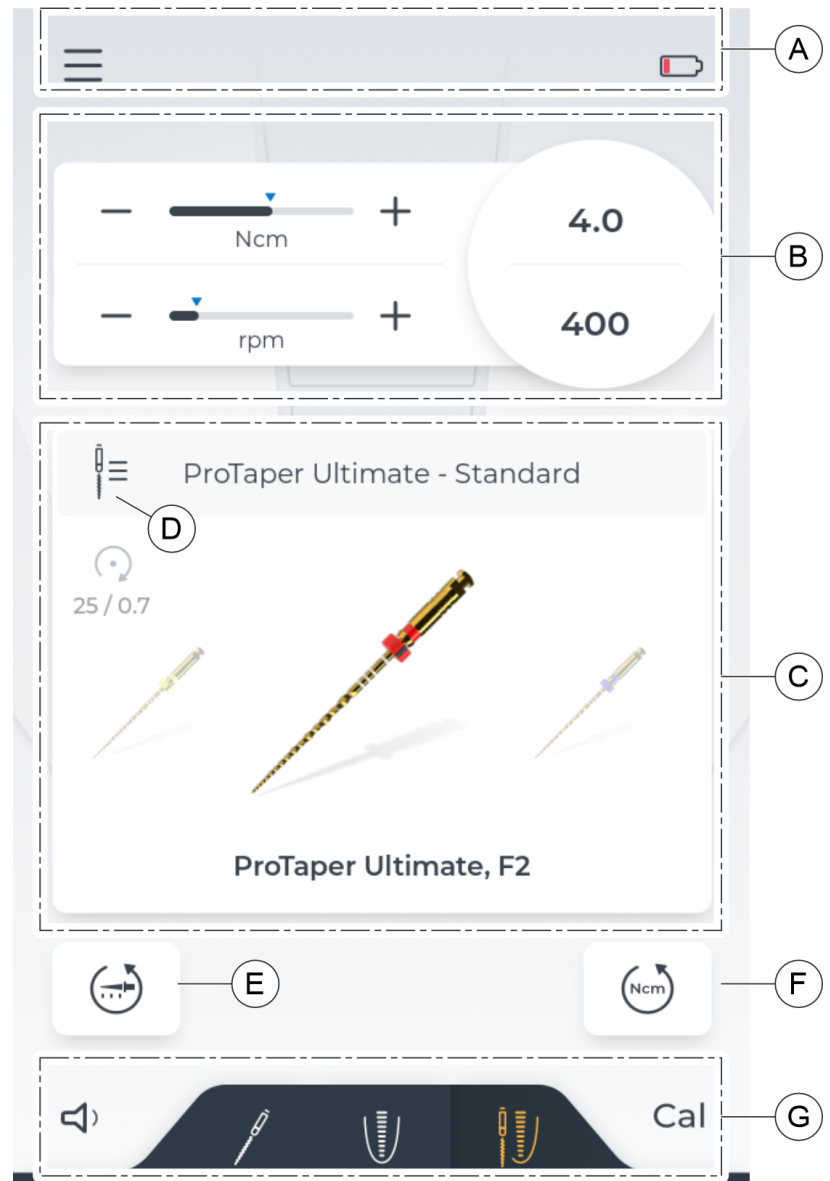 A
4.0
Ncm
B
400
rpm
ProTaper Ultimate - Standard
D
25 / 0.7
C
ProTaper Ultimate, F2
E
Ncm
F
Cal
G